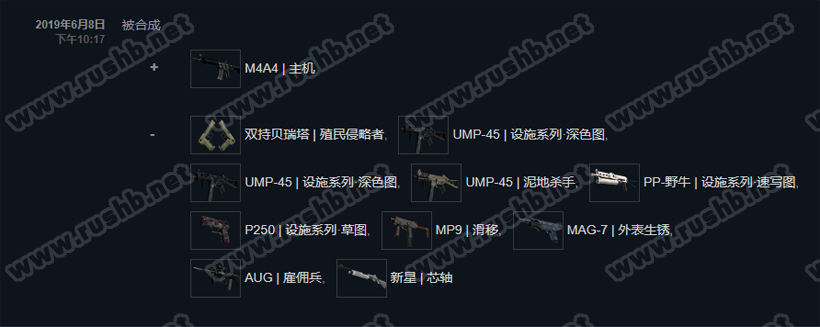 2019年6月8日 被合成
下午10:17
+ M4A4 | 主机
- 双持贝瑞塔 | 殖民侵略者, UMP-45 | 设施系列·深色图,
UMP-45 | 设施系列·深色图, UMP-45 | 泥地杀手, PP-野牛 | 设施系列·速写图,
P250 | 设施系列·草图, MP9 | 滑移, MAG-7 | 外表生锈,
AUG | 雇佣兵, 新星 | 芯轴
www.rushb.net